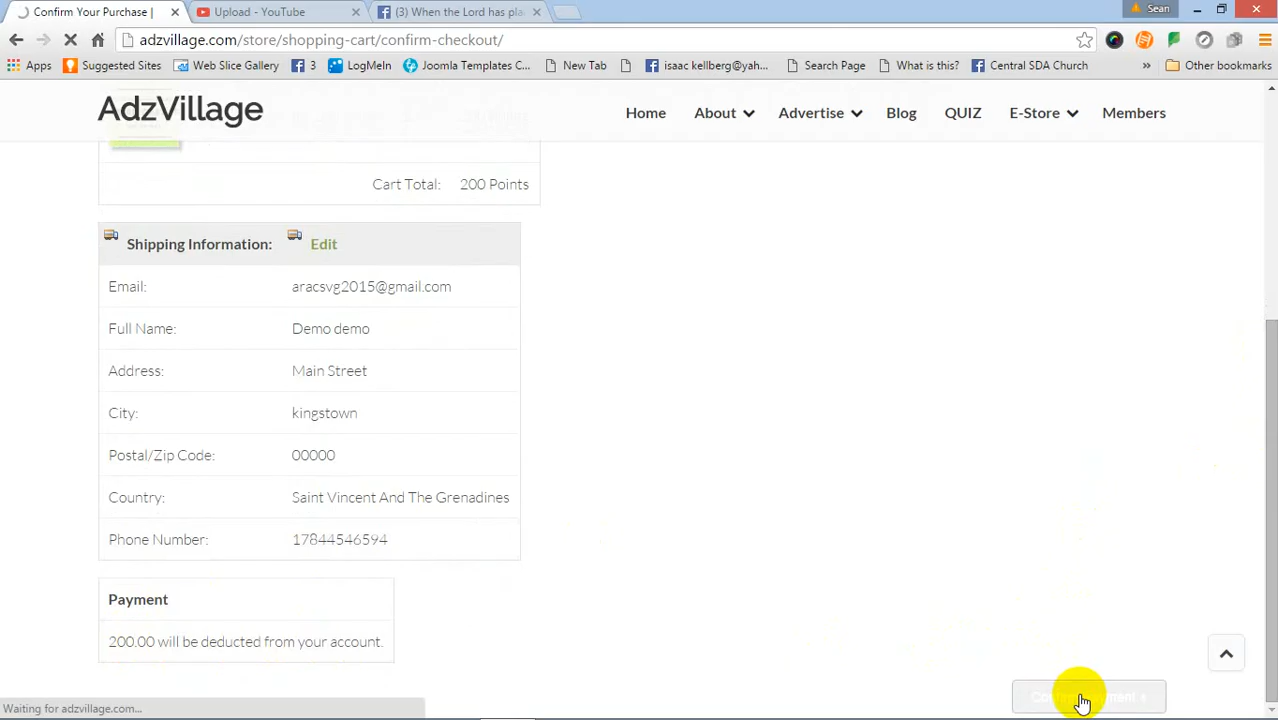 Confirm Your Purchase |
Upload - YouTube
(3) When the Lord has pla
Sean
adzvillage.com/store/shopping-cart/confirm-checkout/
Apps
Suggested Sites
Web Slice Gallery
3
LogMeIn
Joomla Templates C...
New Tab
isaac kellberg@yah...
Search Page
What is this?
Central SDA Church
»
Other bookmarks
AdzVillage
Home
About
Advertise
Blog
QUIZ
E-Store
Members
Cart Total: 200 Points
Shipping Information: Edit
Email: aracsvg2015@gmail.com
Full Name: Demo demo
Address: Main Street
City: kingstown
Postal/Zip Code: 00000
Country: Saint Vincent And The Grenadines
Phone Number: 17844546594
Payment
200.00 will be deducted from your account.
Waiting for adzvillage.com...